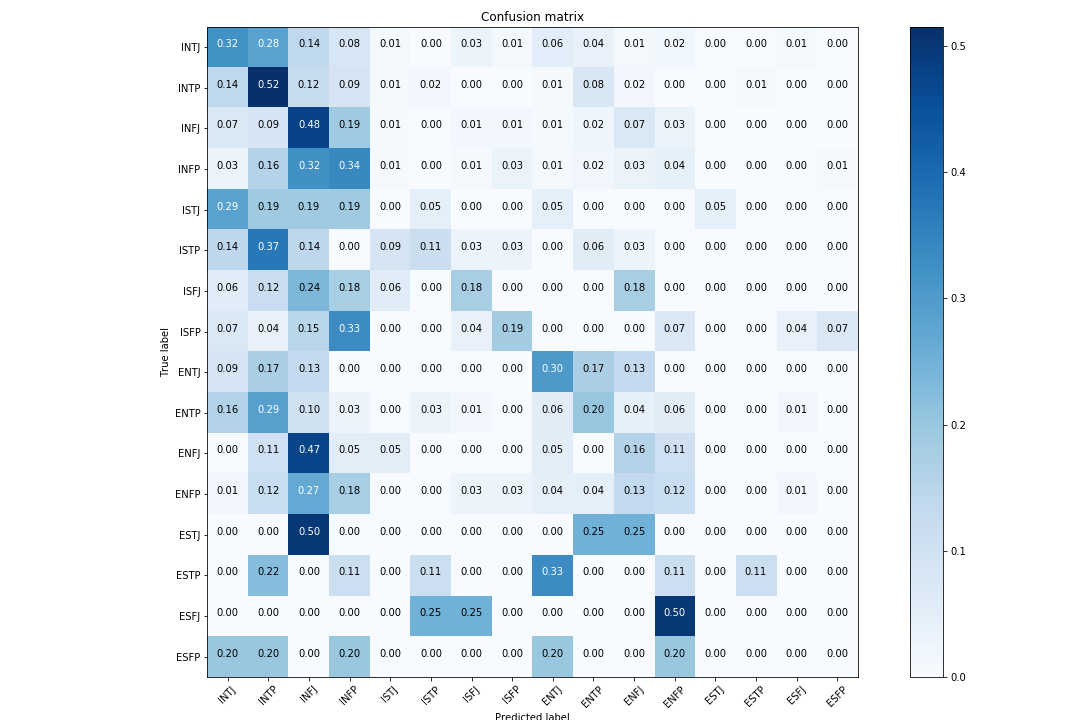 Confusion matrix
INTJ 0.32 0.28 0.14 0.08 0.01 0.00 0.03 0.01 0.06 0.04 0.01 0.02 0.00 0.00 0.01 0.00
INTP 0.14 0.52 0.12 0.09 0.01 0.02 0.00 0.00 0.01 0.08 0.02 0.00 0.00 0.01 0.00 0.00
INFJ 0.07 0.09 0.48 0.19 0.01 0.00 0.01 0.01 0.01 0.02 0.07 0.03 0.00 0.00 0.00 0.00
INFP 0.03 0.16 0.32 0.34 0.01 0.00 0.01 0.03 0.01 0.02 0.03 0.04 0.00 0.00 0.00 0.01
ISTJ 0.29 0.19 0.19 0.19 0.00 0.05 0.00 0.00 0.05 0.00 0.00 0.00 0.05 0.00 0.00 0.00
ISTP 0.14 0.37 0.14 0.00 0.09 0.11 0.03 0.03 0.00 0.06 0.03 0.00 0.00 0.00 0.00 0.00
ISFJ 0.06 0.12 0.24 0.18 0.06 0.00 0.18 0.00 0.00 0.00 0.18 0.00 0.00 0.00 0.00 0.00
ISFP 0.07 0.04 0.15 0.33 0.00 0.00 0.04 0.19 0.00 0.00 0.00 0.07 0.00 0.00 0.04 0.07
ENTJ 0.09 0.17 0.13 0.00 0.00 0.00 0.00 0.00 0.30 0.17 0.13 0.00 0.00 0.00 0.00 0.00
ENTP 0.16 0.29 0.10 0.03 0.00 0.03 0.01 0.00 0.06 0.20 0.04 0.06 0.00 0.00 0.01 0.00
ENFJ 0.00 0.11 0.47 0.05 0.05 0.00 0.00 0.00 0.05 0.00 0.16 0.11 0.00 0.00 0.00 0.00
ENFP 0.01 0.12 0.27 0.18 0.00 0.00 0.03 0.03 0.04 0.04 0.13 0.12 0.00 0.00 0.01 0.00
ESTJ 0.00 0.00 0.50 0.00 0.00 0.00 0.00 0.00 0.00 0.25 0.25 0.00 0.00 0.00 0.00 0.00
ESTP 0.00 0.22 0.00 0.11 0.00 0.11 0.00 0.00 0.33 0.00 0.00 0.11 0.00 0.11 0.00 0.00
ESFJ 0.00 0.00 0.00 0.00 0.00 0.25 0.25 0.00 0.00 0.00 0.00 0.50 0.00 0.00 0.00 0.00
ESFP 0.20 0.20 0.00 0.20 0.00 0.00 0.00 0.00 0.20 0.00 0.00 0.20 0.00 0.00 0.00 0.00
INTJ INTP INFJ INFP ISTJ ISTP ISFJ ISFP ENTJ ENTP ENFJ ENFP ESTJ ESTP ESFJ ESFP
Predicted label
True label
0.5
0.4
0.3
0.2
0.1
0.0